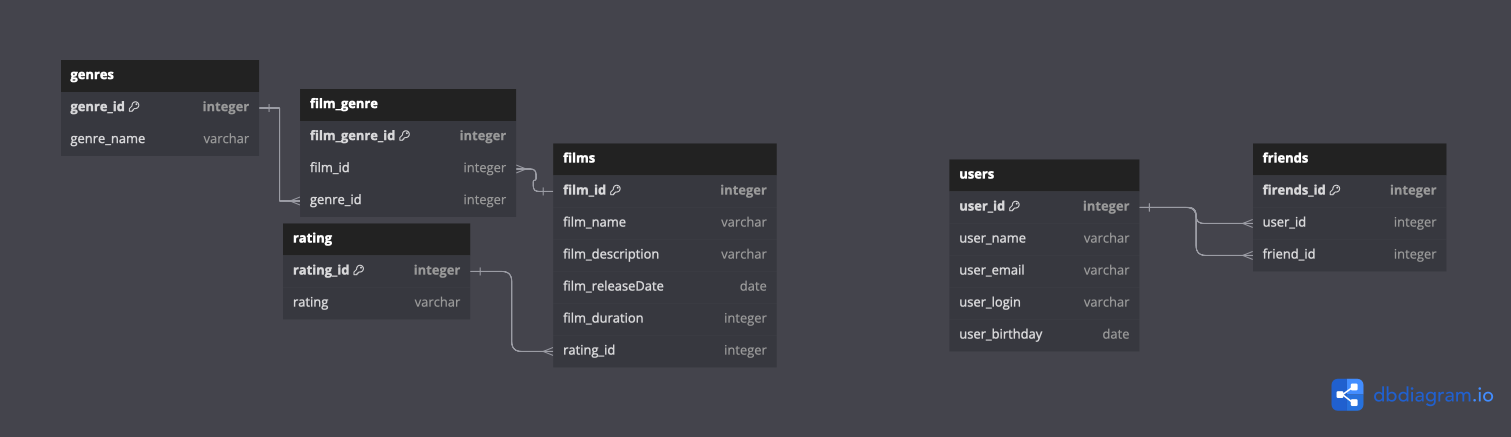 genres
genre_id integer
genre_name varchar
film_genre
film_genre_id integer
film_id integer
genre_id integer
rating
rating_id integer
rating varchar
films
film_id integer
film_name varchar
film_description varchar
film_releaseDate date
film_duration integer
rating_id integer
users
user_id integer
user_name varchar
user_email varchar
user_login varchar
user_birthday date
friends
firends_id integer
user_id integer
friend_id integer
dbdiagram.io